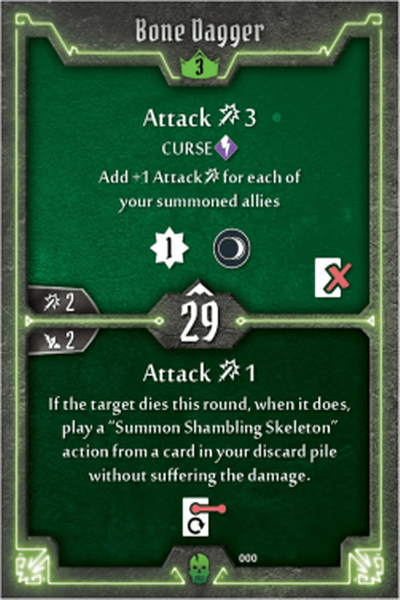 Bone Dagger
3
Attack 3
CURSE
Add +1 Attack for each of
your summoned allies
1
2
29
2
Attack 1
If the target dies this round, when it does,
play a “Summon Shambling Skeleton”
action from a card in your discard pile
without suffering the damage.
000